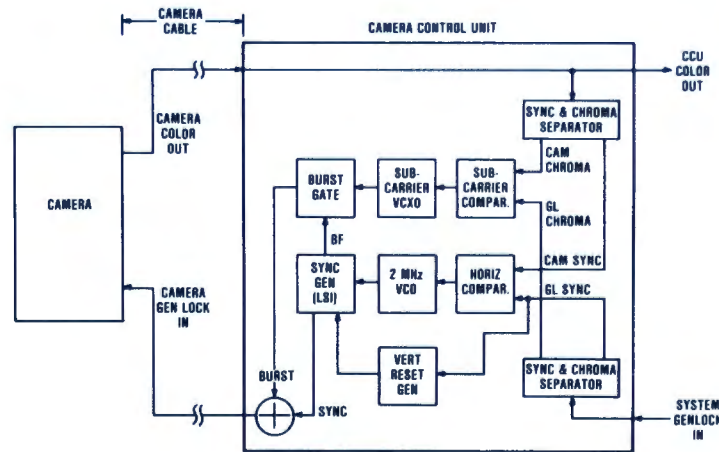 CAMERA
CABLE
CAMERA CONTROL UNIT
CCU
COLOR
OUT
CAMERA
COLOR
OUT
SYNC & CHROMA
SEPARATOR
CAM
CHROMA
BURST
GATE
SUB-
CARRIER
VCXO
SUB-
CARRIER
COMPAR.
CAMERA
GL
CHROMA
BF
CAM SYNC
SYNC
GEN
(LSI)
2 MHz
VCO
HORIZ
COMPAR.
GL SYNC
CAMERA
GEN LOCK
IN
VERT
RESET
GEN
SYNC & CHROMA
SEPARATOR
BURST
SYNC
SYSTEM
GENLOCK
IN